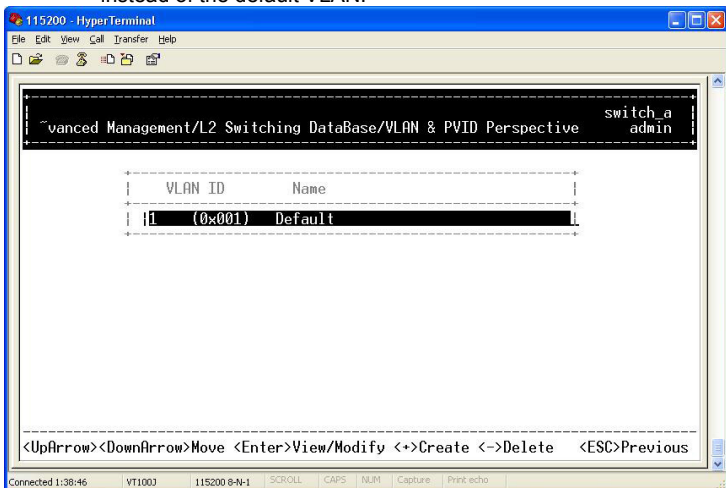 instead of the default VLAN.
115200 - HyperTerminal
File Edit View Call Transfer Help
switch_a
~vanced Management/L2 Switching DataBase/VLAN & PVID Perspective admin
VLAN ID Name
1 (0x001) Default
<UpArrow><DownArrow>Move <Enter>View/Modify <+>Create <->Delete <ESC>Previous
Connected 1:38:46 VT100J 115200 8-N-1 SCROLL CAPS NUM Capture Print echo